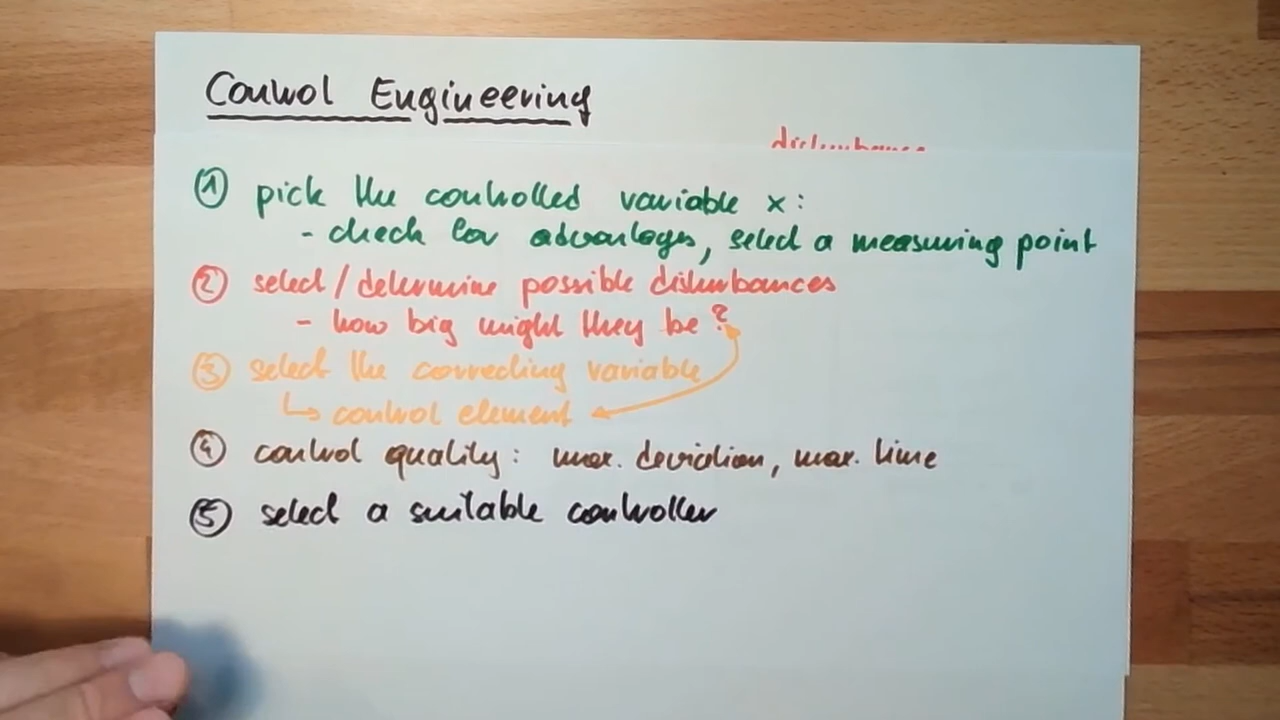 Control Engineering
① pick the controlled variable x:
- check for advantages, select a measuring point
② select/determine possible disturbances
- how big might they be?
③ select the correcting variable
↳ control element
④ control quality: max. deviation, max. time
⑤ select a suitable controller